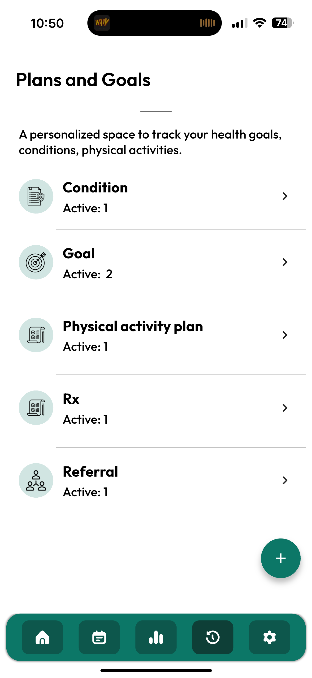 10:50
74
Plans and Goals
A personalized space to track your health goals,
conditions, physical activities.
Condition
Active: 1
Goal
Active: 2
Physical activity plan
Active: 1
Rx
Active: 1
Referral
Active: 1